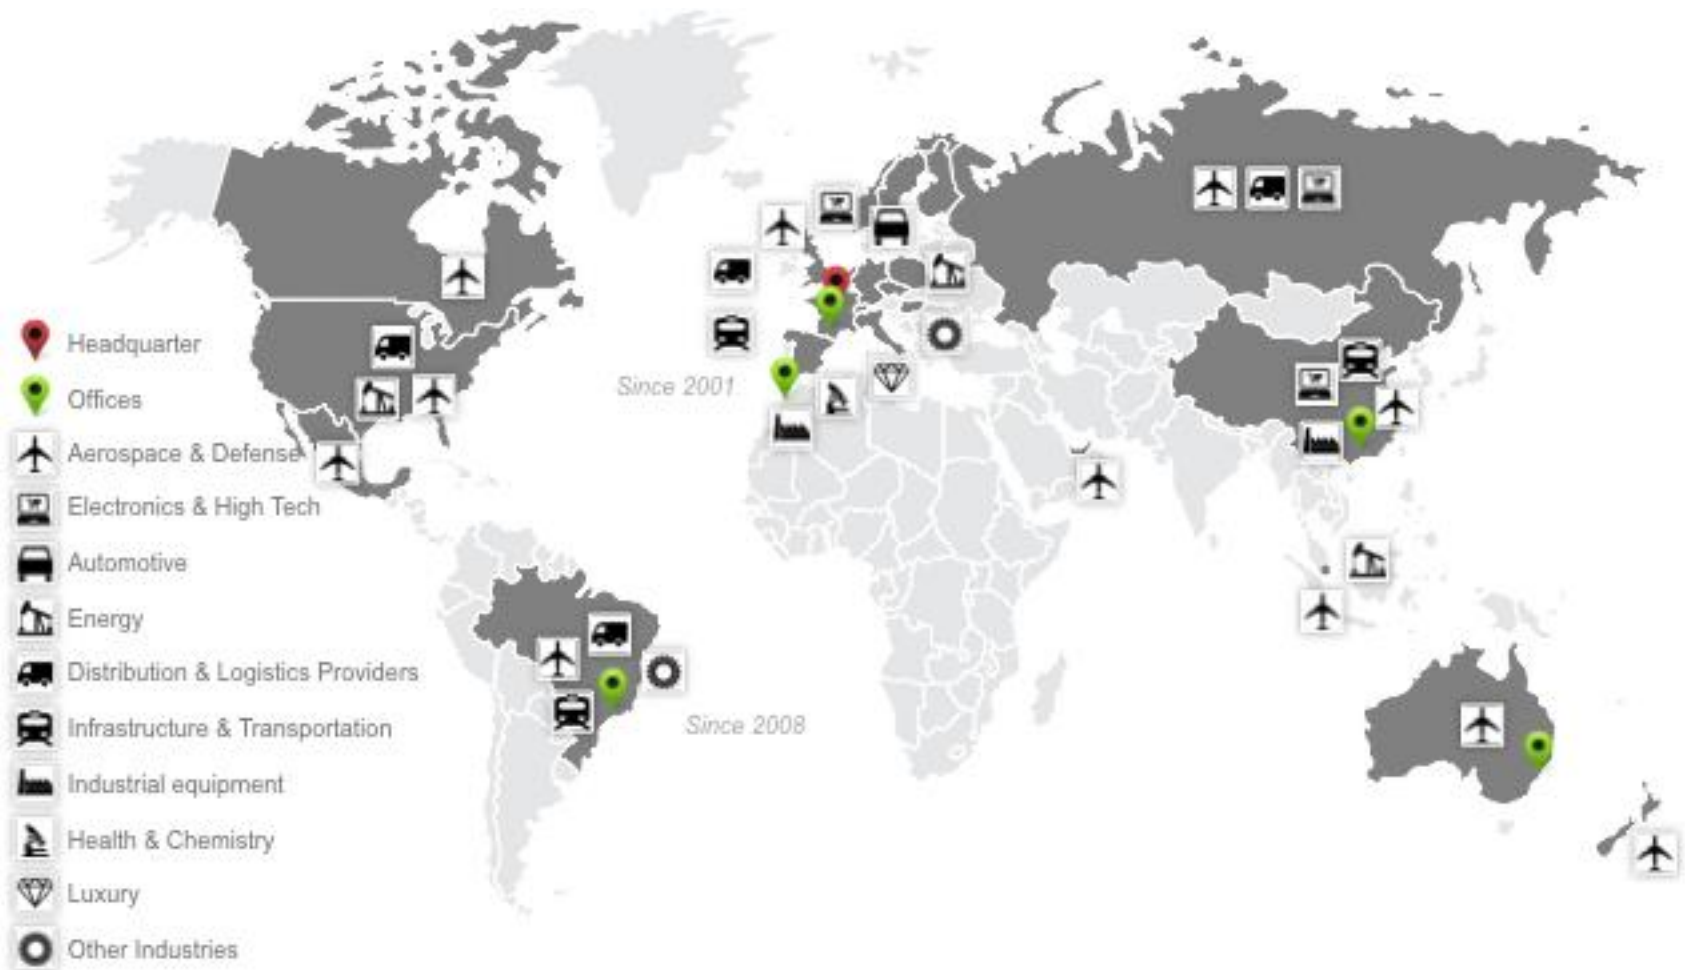 Headquarter
Offices
Aerospace & Defense
Electronics & High Tech
Automotive
Energy
Distribution & Logistics Providers
Infrastructure & Transportation
Industrial equipment
Health & Chemistry
Luxury
Other Industries
Since 2001
Since 2008